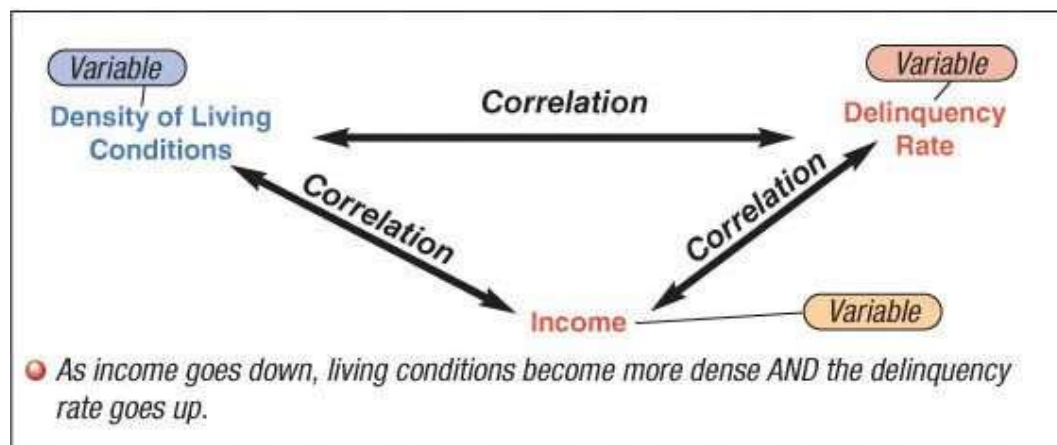 Variable
Variable
Density of Living
Conditions
Correlation
Delinquency
Rate
Correlation
Correlation
Income
Variable
As income goes down, living conditions become more dense AND the delinquency
rate goes up.